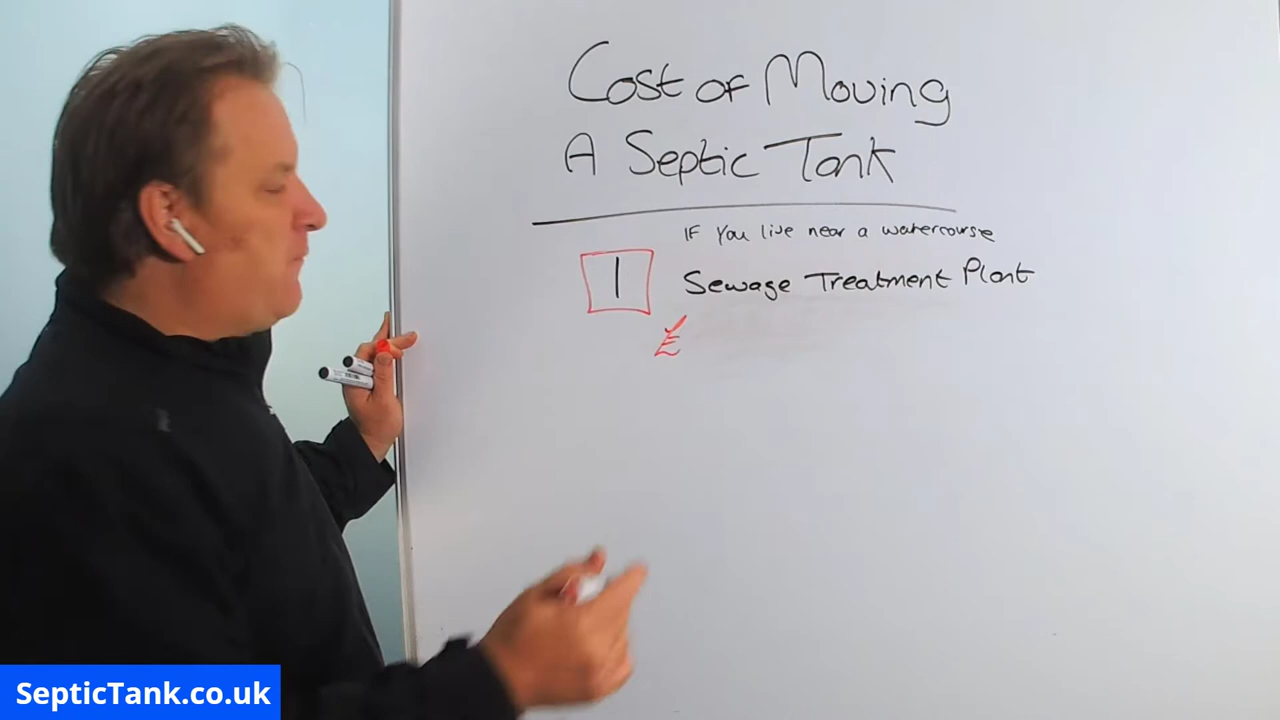 Cost of Moving
A Septic Tank
IF You live near a watercourse
1 Sewage Treatment Plant
£
SepticTank.co.uk